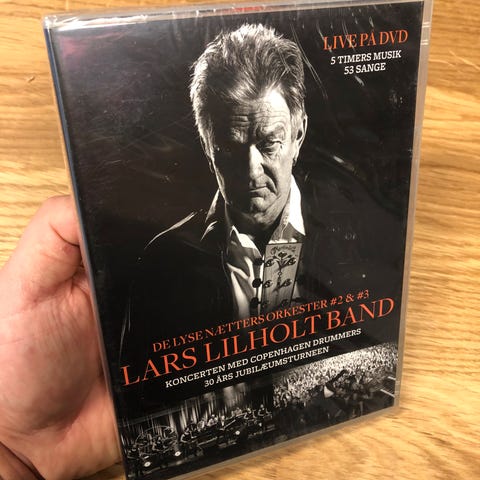 LIVE PÅ DVD
5 TIMERS MUSIK
53 SANGE
DE LYSE NÆTTERS ORKESTER #2 & #3
LARS LILHOLT BAND
KONCERTEN MED COPENHAGEN DRUMMERS
30 ÅRS JUBILÆUMSTURNEEN